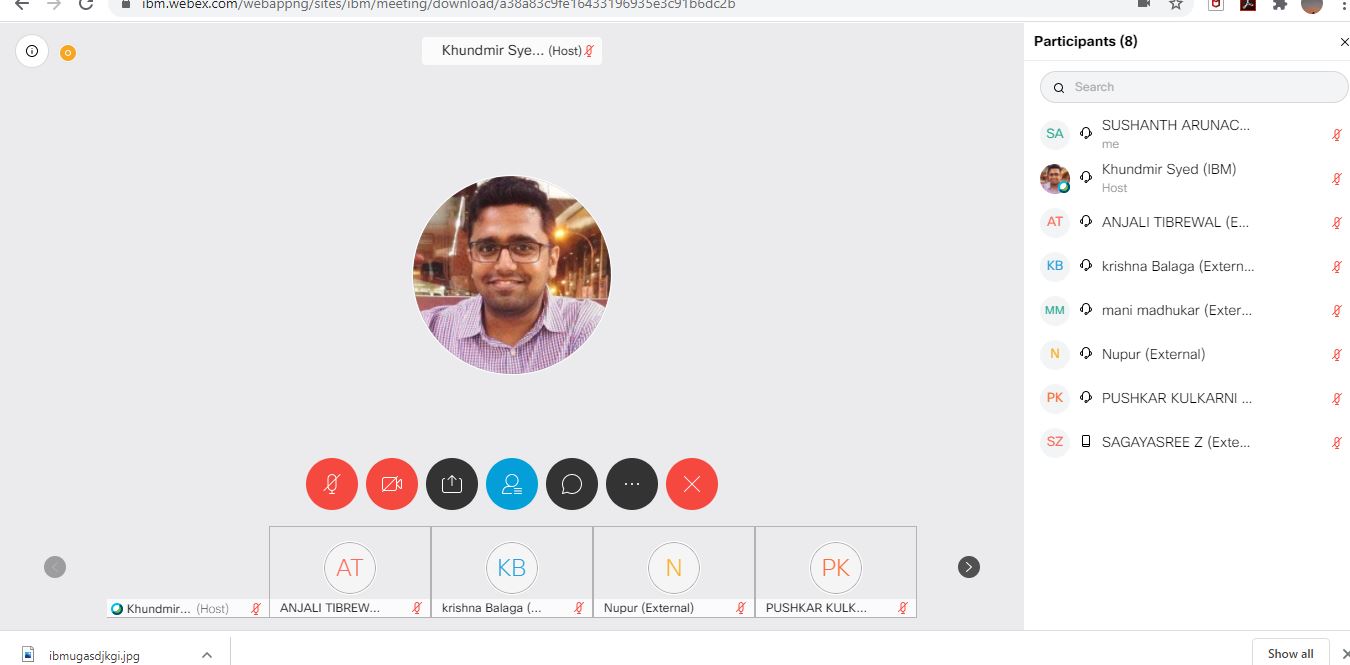 ibm.webex.com/webappng/sites/ibm/meeting/download/a38a83c9fe16433196935e3c91b6dc2b
Khundmir Sye... (Host)
Participants (8)
Search
SA SUSHANTH ARUNAC...
me
Khundmir Syed (IBM)
Host
AT ANJALI TIBREWAL (E...
KB krishna Balaga (Extern...
MM mani madhukar (Exter...
N Nupur (External)
PK PUSHKAR KULKARNI ...
SZ SAGAYASREE Z (Exte...
AT KB N PK
Khundmir... (Host) ANJALI TIBREW... krishna Balaga (... Nupur (External) PUSHKAR KULK...
ibmugasdjkgi.jpg
Show all